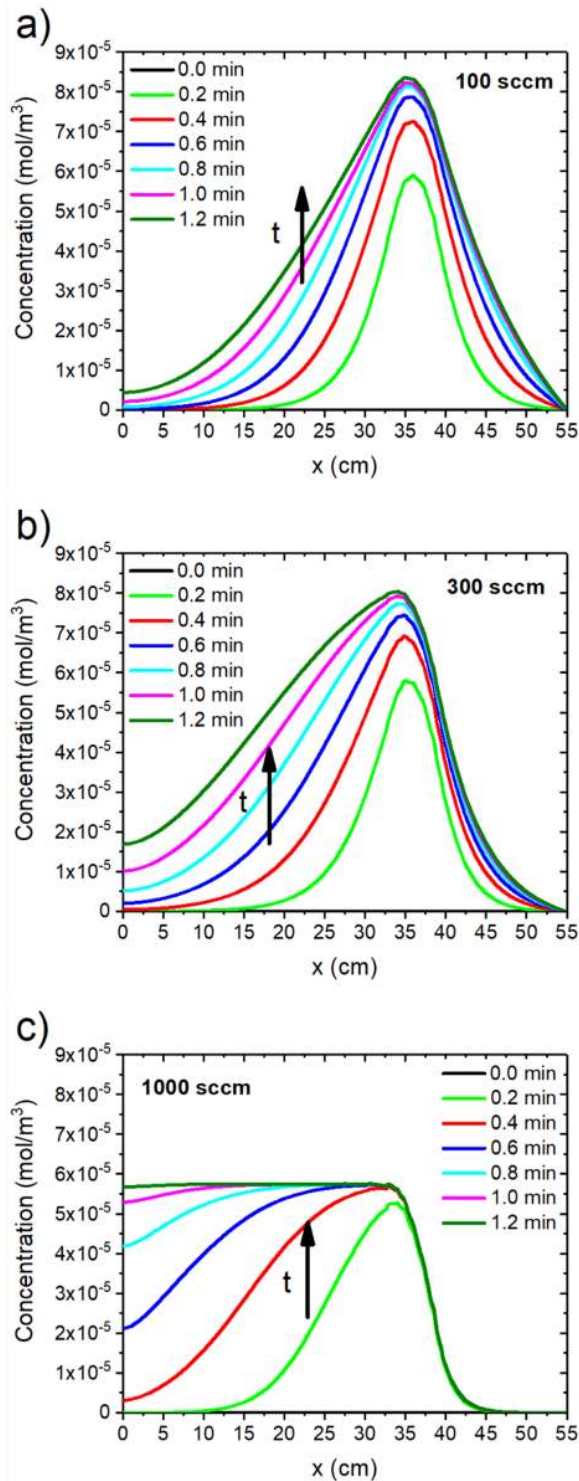 a)
9x10⁻⁵
8x10⁻⁵
7x10⁻⁵
6x10⁻⁵
5x10⁻⁵
4x10⁻⁵
3x10⁻⁵
2x10⁻⁵
1x10⁻⁵
0
Concentration (mol/m³)
0.0 min
0.2 min
0.4 min
0.6 min
0.8 min
1.0 min
1.2 min
100 sccm
t
0 5 10 15 20 25 30 35 40 45 50 55
x (cm)
b)
9x10⁻⁵
8x10⁻⁵
7x10⁻⁵
6x10⁻⁵
5x10⁻⁵
4x10⁻⁵
3x10⁻⁵
2x10⁻⁵
1x10⁻⁵
0
Concentration (mol/m³)
0.0 min
0.2 min
0.4 min
0.6 min
0.8 min
1.0 min
1.2 min
300 sccm
t
0 5 10 15 20 25 30 35 40 45 50 55
x (cm)
c)
9x10⁻⁵
8x10⁻⁵
7x10⁻⁵
6x10⁻⁵
5x10⁻⁵
4x10⁻⁵
3x10⁻⁵
2x10⁻⁵
1x10⁻⁵
0
Concentration (mol/m³)
1000 sccm
0.0 min
0.2 min
0.4 min
0.6 min
0.8 min
1.0 min
1.2 min
t
0 5 10 15 20 25 30 35 40 45 50 55
x (cm)